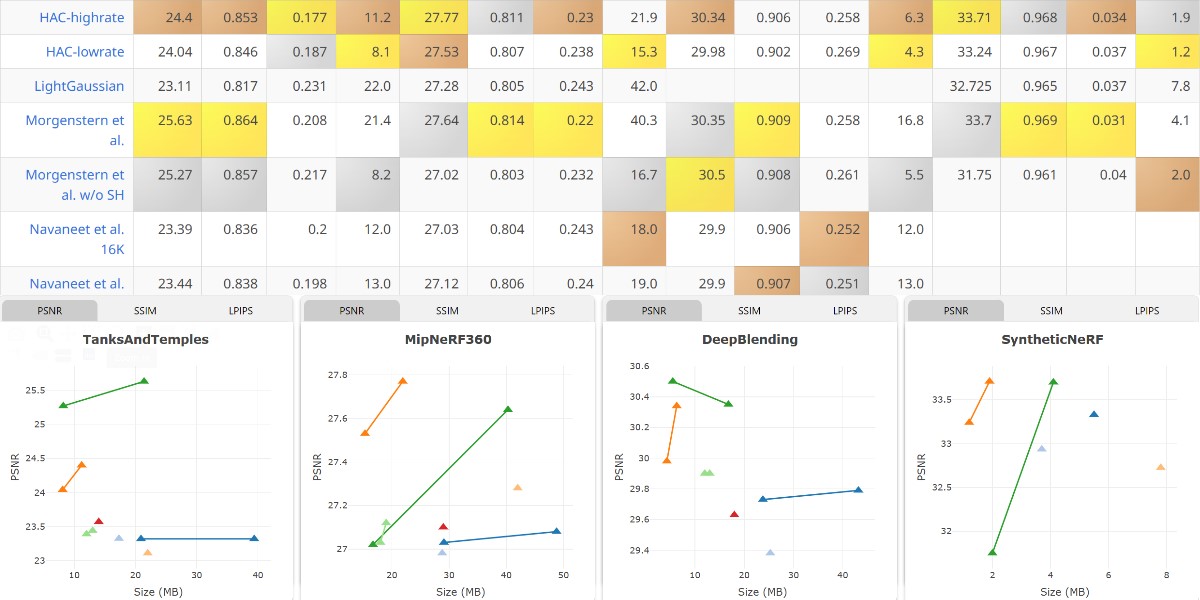 HAC-highrate 24.4 0.853 0.177 11.2 27.77 0.811 0.23 21.9 30.34 0.906 0.258 6.3 33.71 0.968 0.034 1.9
HAC-lowrate 24.04 0.846 0.187 8.1 27.53 0.807 0.238 15.3 29.98 0.902 0.269 4.3 33.24 0.967 0.037 1.2
LightGaussian 23.11 0.817 0.231 22.0 27.28 0.805 0.243 42.0 32.725 0.965 0.037 7.8
Morgenstern et 25.63 0.864 0.208 21.4 27.64 0.814 0.22 40.3 30.35 0.909 0.258 16.8 33.7 0.969 0.031 4.1
al.
Morgenstern et 25.27 0.857 0.217 8.2 27.02 0.803 0.232 16.7 30.5 0.908 0.261 5.5 31.75 0.961 0.04 2.0
al. w/o SH
Navaneet et al. 23.39 0.836 0.2 12.0 27.03 0.804 0.243 18.0 29.9 0.906 0.252 12.0
16K
Navaneet et al. 23.44 0.838 0.198 13.0 27.12 0.806 0.24 19.0 29.9 0.907 0.251 13.0
PSNR SSIM LPIPS
TanksAndTemples
25.5
25
24.5
24
23.5
23
PSNR
10 20 30 40
Size (MB)
PSNR SSIM LPIPS
MipNeRF360
27.8
27.6
27.4
27.2
27
PSNR
20 30 40 50
Size (MB)
PSNR SSIM LPIPS
DeepBlending
30.6
30.4
30.2
30
29.8
29.6
29.4
PSNR
10 20 30 40
Size (MB)
PSNR SSIM LPIPS
SyntheticNeRF
33.5
33
32.5
32
PSNR
2 4 6 8
Size (MB)